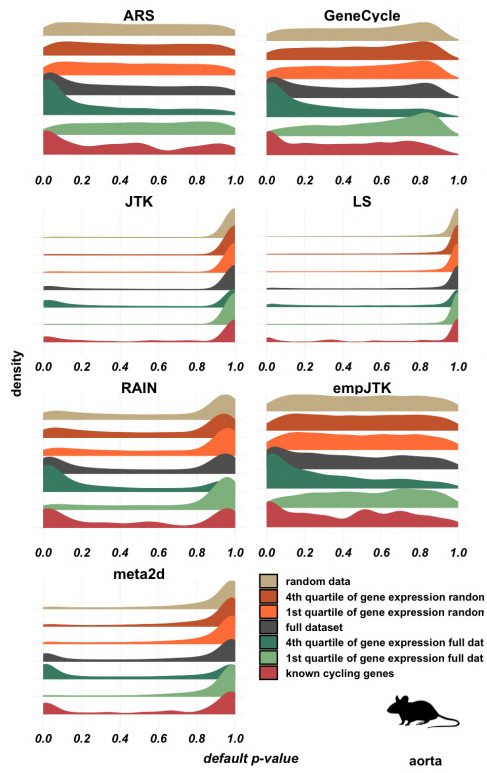 ARS
GeneCycle
0.0 0.2 0.4 0.6 0.8 1.0
0.0 0.2 0.4 0.6 0.8 1.0
JTK
LS
0.0 0.2 0.4 0.6 0.8 1.0
0.0 0.2 0.4 0.6 0.8 1.0
density
RAIN
empJTK
0.0 0.2 0.4 0.6 0.8 1.0
0.0 0.2 0.4 0.6 0.8 1.0
meta2d
random data
4th quartile of gene expression random
1st quartile of gene expression random
full dataset
4th quartile of gene expression full dat
1st quartile of gene expression full dat
known cycling genes
0.0 0.2 0.4 0.6 0.8 1.0
default p-value
aorta